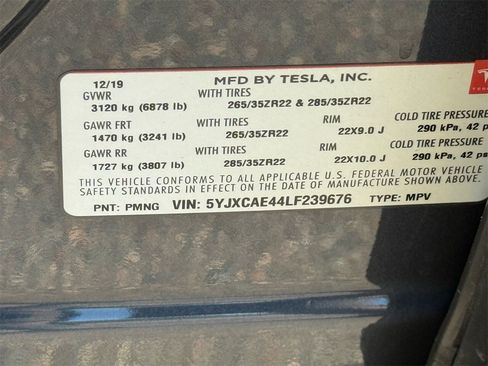 12/19 MFD BY TESLA, INC.
GVWR WITH TIRES
3120 kg (6878 lb) 265/35ZR22 & 285/35ZR22
GAWR FRT WITH TIRES RIM COLD TIRE PRESSURE
1470 kg (3241 lb) 265/35ZR22 22X9.0 J 290 kPa, 42
GAWR RR WITH TIRES RIM COLD TIRE PRESSURE
1727 kg (3807 lb) 285/35ZR22 22X10.0 J 290 kPa, 42
THIS VEHICLE CONFORMS TO ALL APPLICABLE U.S. FEDERAL MOTOR VEHICLE
SAFETY STANDARDS IN EFFECT ON THE DATE OF MANUFACTURE SHOWN ABOVE.
PNT: PMNG VIN: 5YJXCAE44LF239676 TYPE: MPV